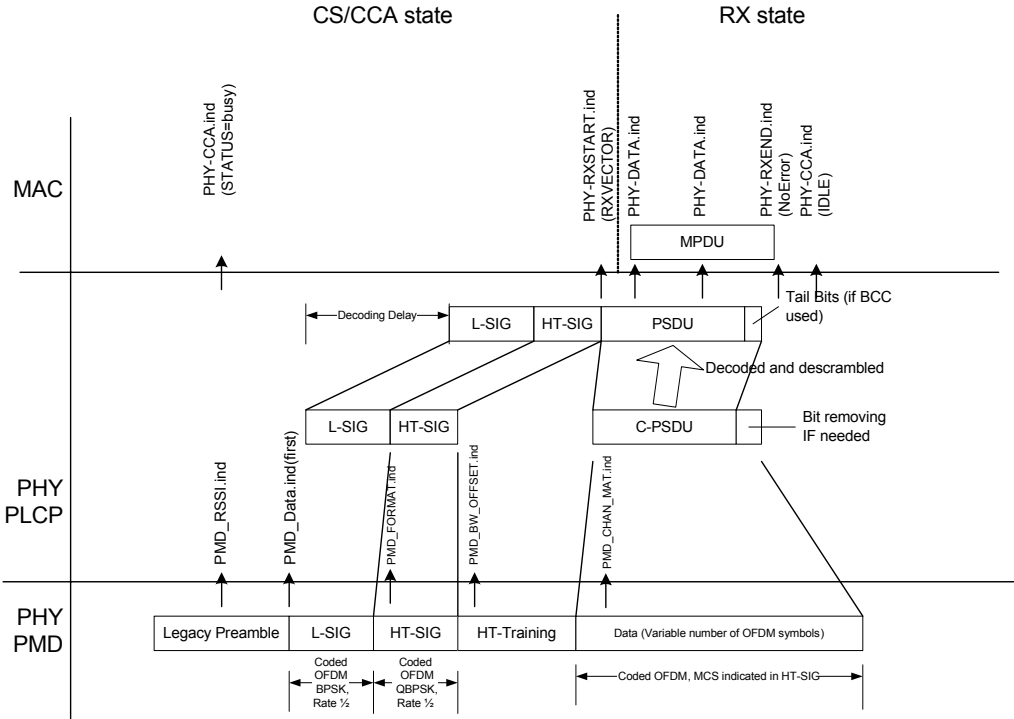 CS/CCA state
RX state
PHY-CCA.ind
(STATUS=busy)
PHY-RXSTART.ind
(RXVECTOR)
PHY-DATA.ind
PHY-DATA.ind
PHY-RXEND.ind
(NoError)
PHY-CCA.ind
(IDLE)
MAC
MPDU
Decoding Delay
L-SIG
HT-SIG
PSDU
Tail Bits (if BCC
used)
Decoded and descrambled
L-SIG
HT-SIG
C-PSDU
Bit removing
IF needed
PHY
PLCP
PMD_RSSI.ind
PMD_Data.ind(first)
PMD_FORMAT.ind
PMD_BW_OFFSET.ind
PMD_CHAN_MAT.ind
PHY
PMD
Legacy Preamble
L-SIG
HT-SIG
HT-Training
Data (Variable number of OFDM symbols)
Coded
OFDM
BPSK,
Rate ½
Coded
OFDM
QBPSK,
Rate ½
Coded OFDM, MCS indicated in HT-SIG